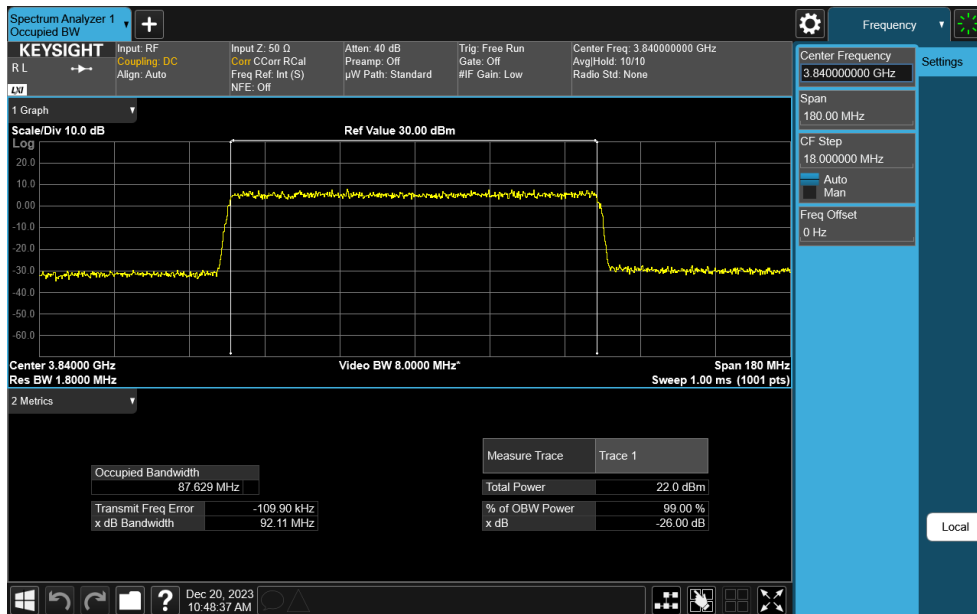 Spectrum Analyzer 1
Occupied BW
Frequency
KEYSIGHT
R L
LXI
Input: RF
Coupling: DC
Align: Auto
Input Z: 50 Ω
Corr CCorr RCal
Freq Ref: Int (S)
NFE: Off
Atten: 40 dB
Preamp: Off
µW Path: Standard
Trig: Free Run
Gate: Off
#IF Gain: Low
Center Freq: 3.840000000 GHz
Avg|Hold: 10/10
Radio Std: None
Center Frequency
3.840000000 GHz
Settings
Span
180.00 MHz
CF Step
18.000000 MHz
Auto
Man
Freq Offset
0 Hz
Local
1 Graph
Scale/Div 10.0 dB
Ref Value 30.00 dBm
Log
20.0
10.0
0.00
-10.0
-20.0
-30.0
-40.0
-50.0
-60.0
Center 3.84000 GHz
Video BW 8.0000 MHz*
Span 180 MHz
Res BW 1.8000 MHz
Sweep 1.00 ms (1001 pts)
2 Metrics
Occupied Bandwidth
87.629 MHz
Transmit Freq Error -109.90 kHz
x dB Bandwidth 92.11 MHz
Measure Trace Trace 1
Total Power 22.0 dBm
% of OBW Power 99.00 %
x dB -26.00 dB
?
Dec 20, 2023
10:48:37 AM